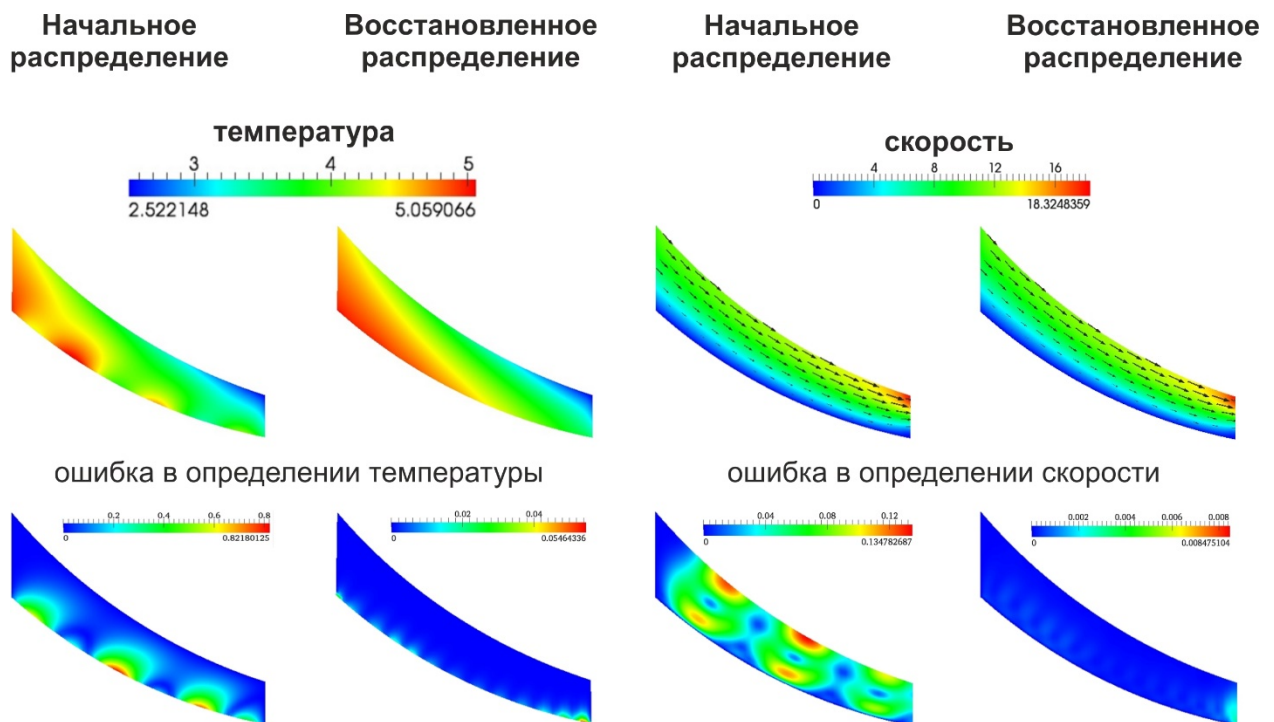 Начальное
распределение
Восстановленное
распределение
Начальное
распределение
Восстановленное
распределение
температура
3 4 5
2.522148 5.059066
скорость
4 8 12 16
0 18.3248359
ошибка в определении температуры
0.2 0.4 0.6 0.8
0 0.82180125
0.02 0.04
0 0.05464336
ошибка в определении скорости
0.04 0.08 0.12
0 0.134782687
0.002 0.004 0.006 0.008
0 0.008475104